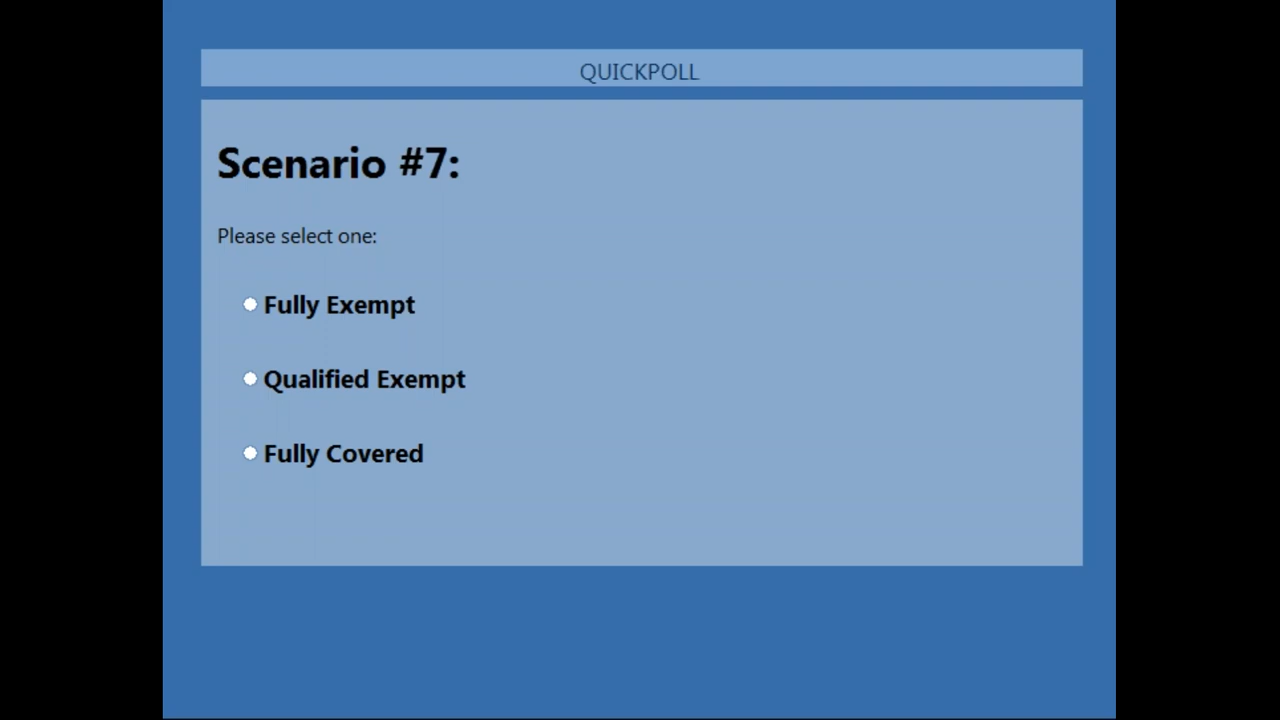 QUICKPOLL
Scenario #7:
Please select one:
Fully Exempt
Qualified Exempt
Fully Covered